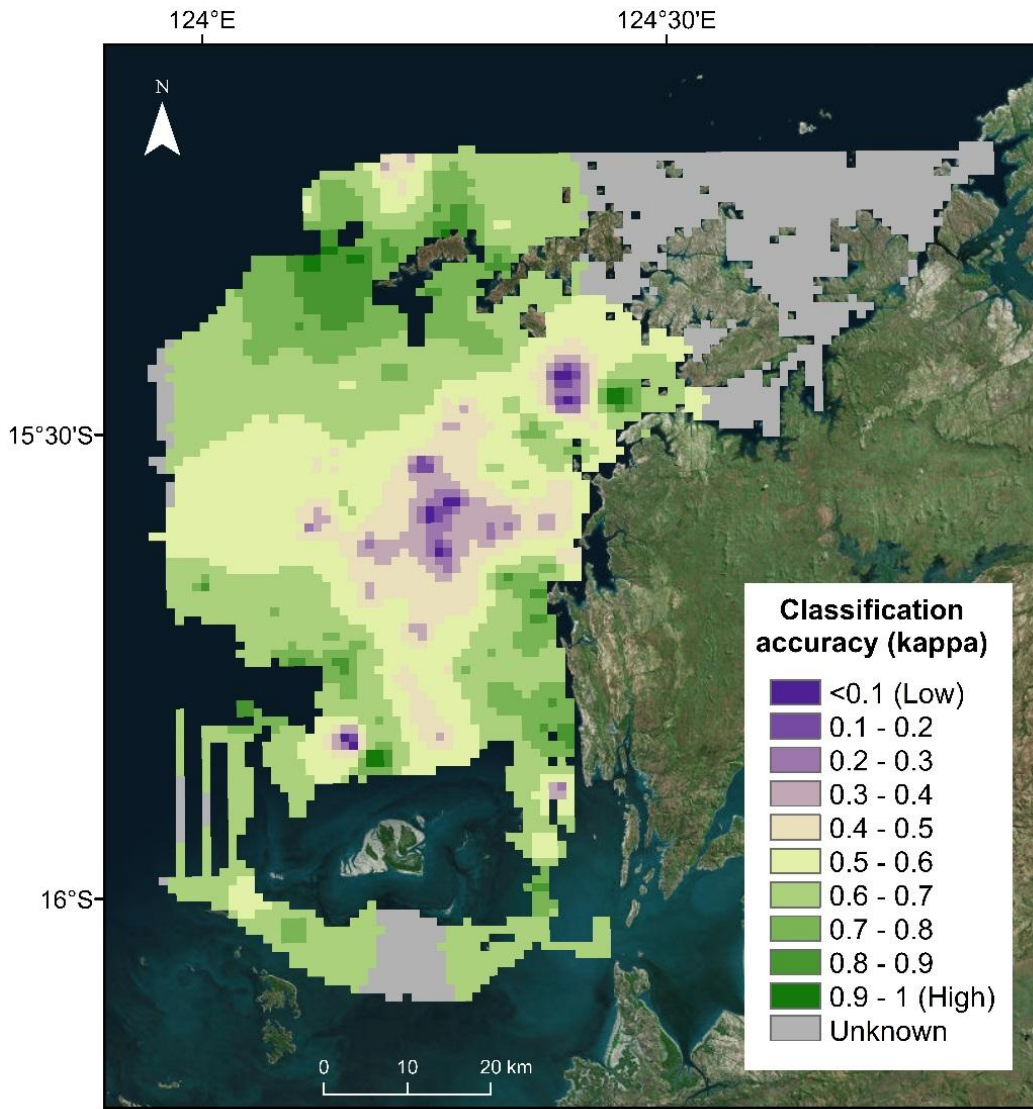 124°E
124°30'E
N
15°30'S
16°S
Classification
accuracy (kappa)
<0.1 (Low)
0.1 - 0.2
0.2 - 0.3
0.3 - 0.4
0.4 - 0.5
0.5 - 0.6
0.6 - 0.7
0.7 - 0.8
0.8 - 0.9
0.9 - 1 (High)
Unknown
0 10 20 km